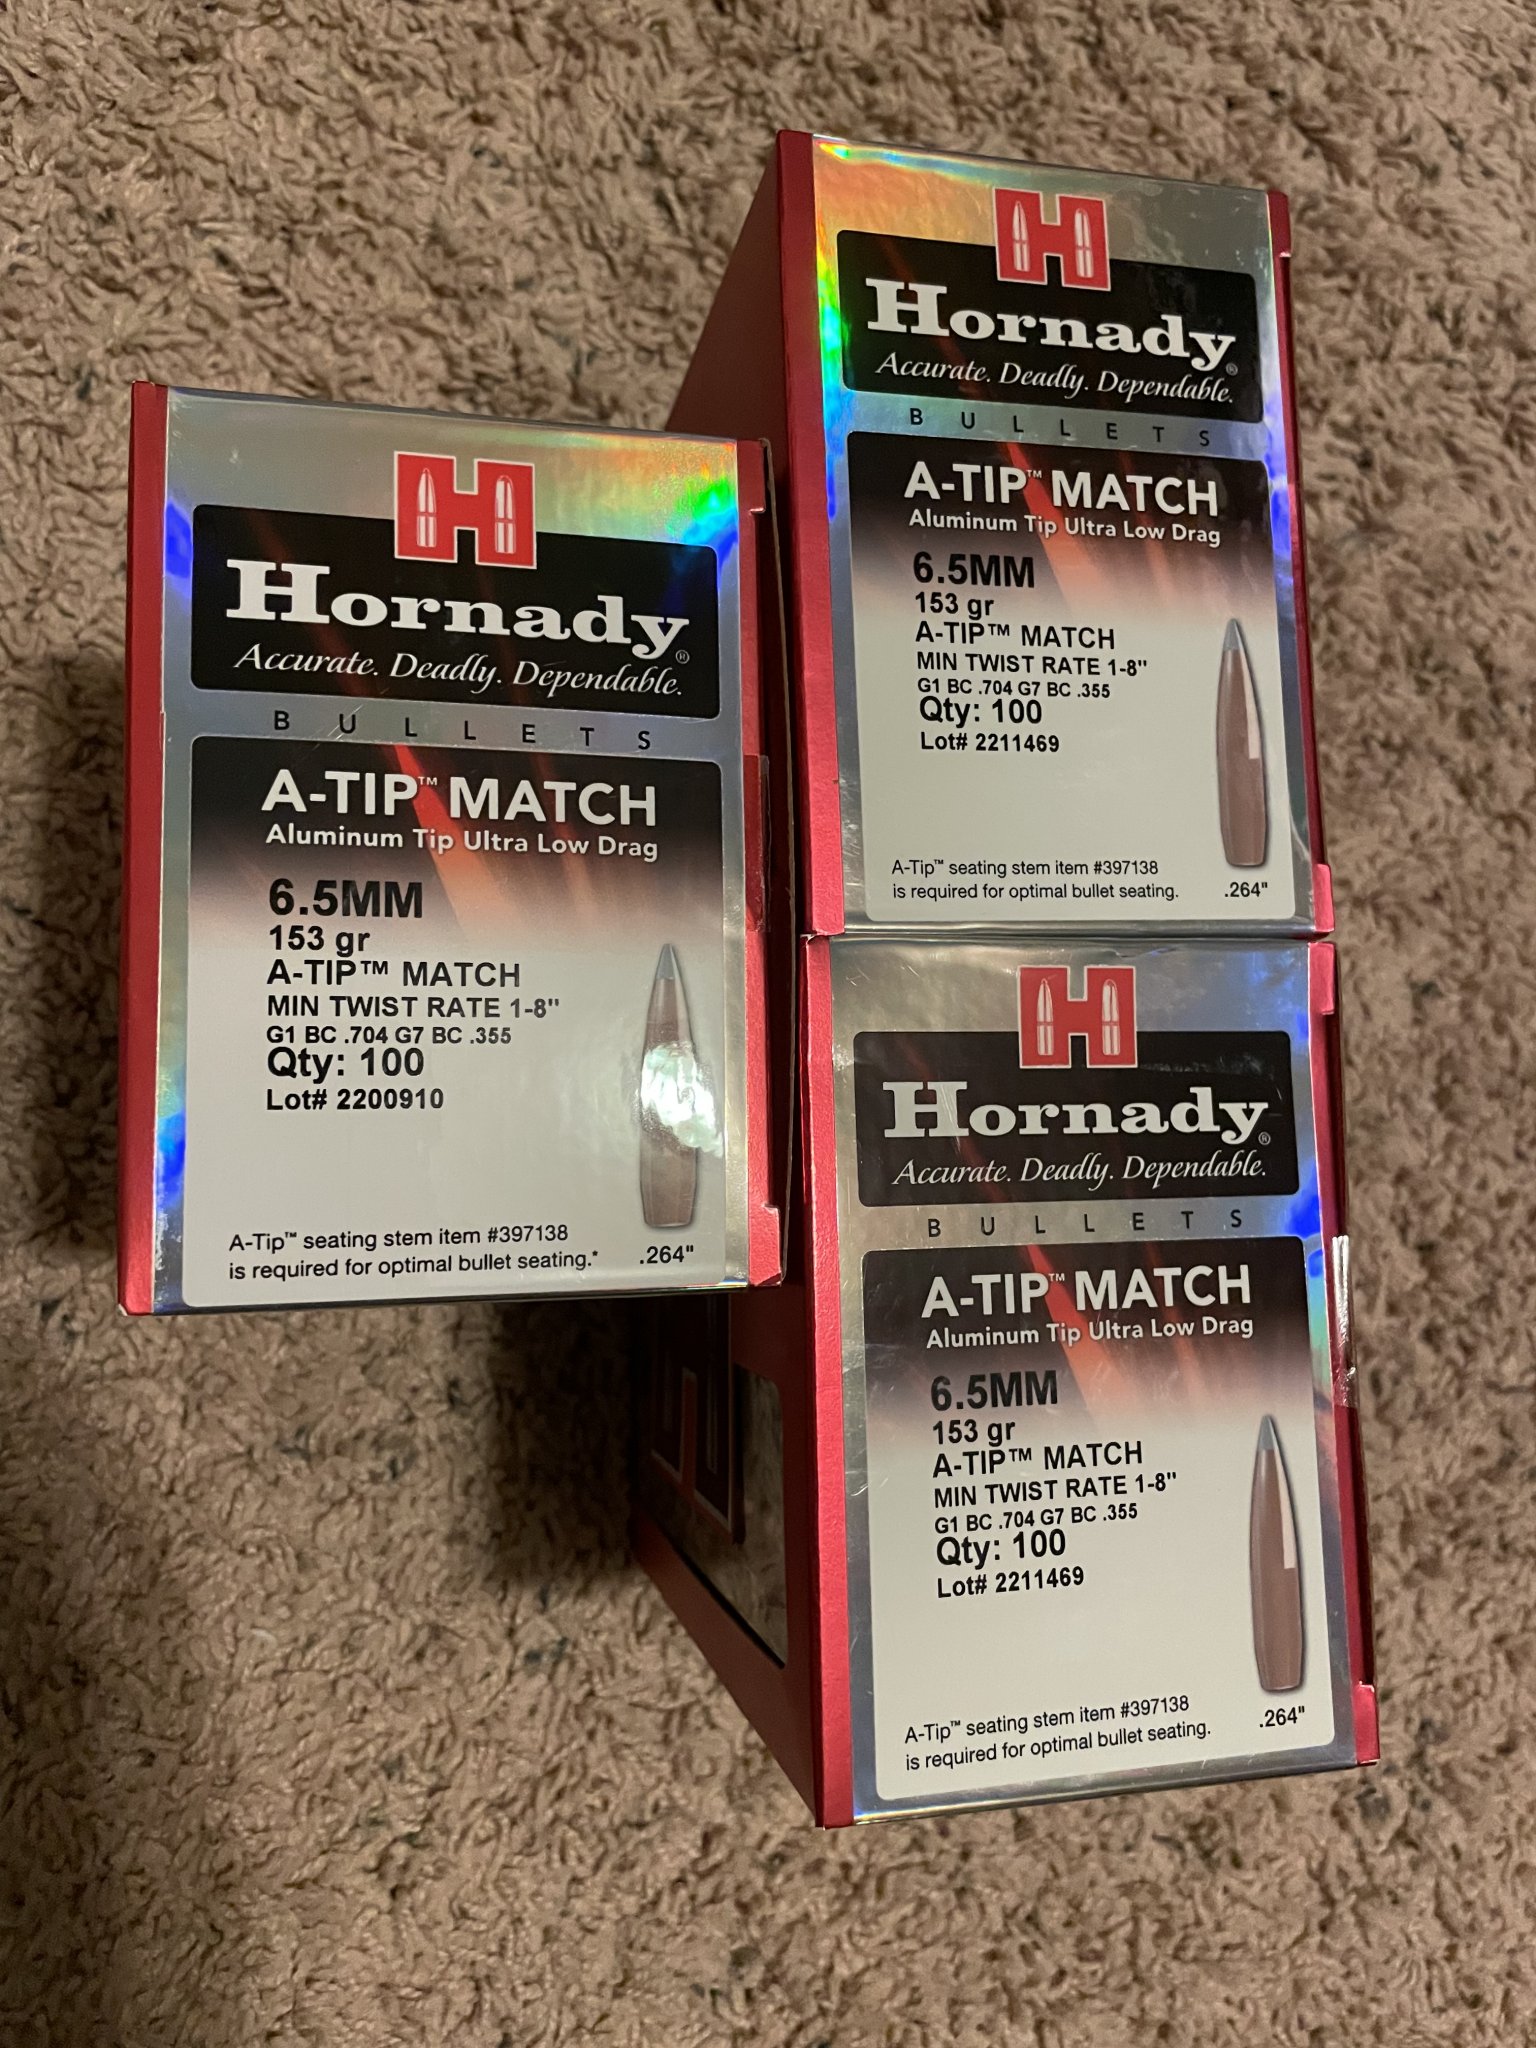 H
Hornady®
Accurate. Deadly. Dependable.
BULLETS
A-TIP™ MATCH
Aluminum Tip Ultra Low Drag
6.5MM
153 gr
A-TIP™ MATCH
MIN TWIST RATE 1-8"
G1 BC .704 G7 BC .355
Qty: 100
Lot# 2200910
A-Tip™ seating stem item #397138
is required for optimal bullet seating.*
.264"
H
Hornady®
Accurate. Deadly. Dependable.
BULLETS
A-TIP™ MATCH
Aluminum Tip Ultra Low Drag
6.5MM
153 gr
A-TIP™ MATCH
MIN TWIST RATE 1-8"
G1 BC .704 G7 BC .355
Qty: 100
Lot# 2211469
A-Tip™ seating stem item #397138
is required for optimal bullet seating.
.264"
H
Hornady®
Accurate. Deadly. Dependable.
BULLETS
A-TIP™ MATCH
Aluminum Tip Ultra Low Drag
6.5MM
153 gr
A-TIP™ MATCH
MIN TWIST RATE 1-8"
G1 BC .704 G7 BC .355
Qty: 100
Lot# 2211469
A-Tip™ seating stem item #397138
is required for optimal bullet seating.
.264"